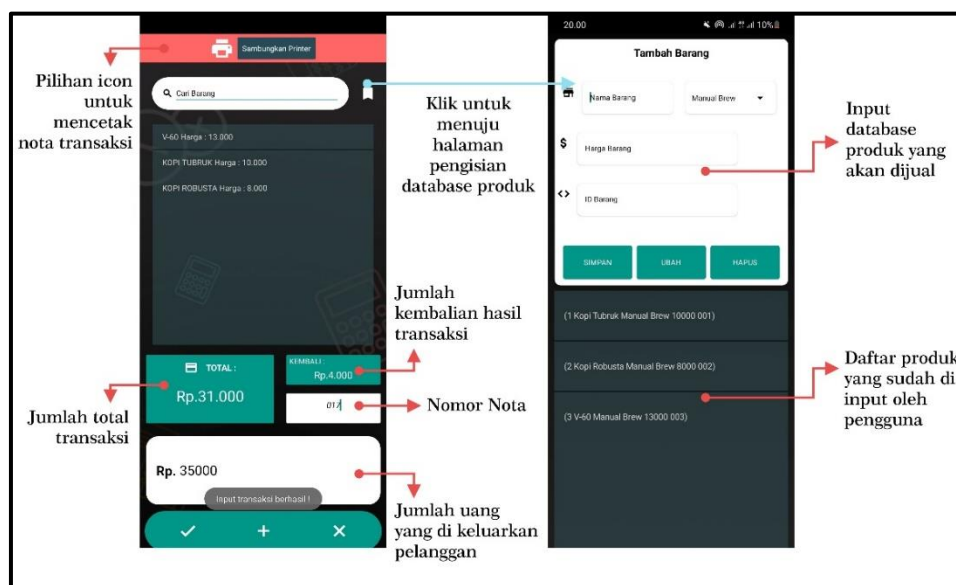 Sambungkan Printer
Cari Barang
V-60 Harga : 13.000
KOPI TUBRUK Harga : 10.000
KOPI ROBUSTA Harga : 8.000
TOTAL :
Rp.31.000
KEMBALI :
Rp.4.000
017
Rp. 35000
Input transaksi berhasil !
Pilihan icon
untuk
mencetak
nota transaksi
Jumlah total
transaksi
Klik untuk
menuju
halaman
pengisian
database produk
Jumlah
kembalian hasil
transaksi
Nomor Nota
Jumlah uang
yang di keluarkan
pelanggan
20.00
10%
Tambah Barang
Nama Barang
Manual Brew
Harga Barang
ID Barang
SIMPAN
UBAH
HAPUS
(1 Kopi Tubruk Manual Brew 10000 001)
(2 Kopi Robusta Manual Brew 8000 002)
(3 V-60 Manual Brew 13000 003)
Input
database
produk yang
akan dijual
Daftar produk
yang sudah di
input oleh
pengguna